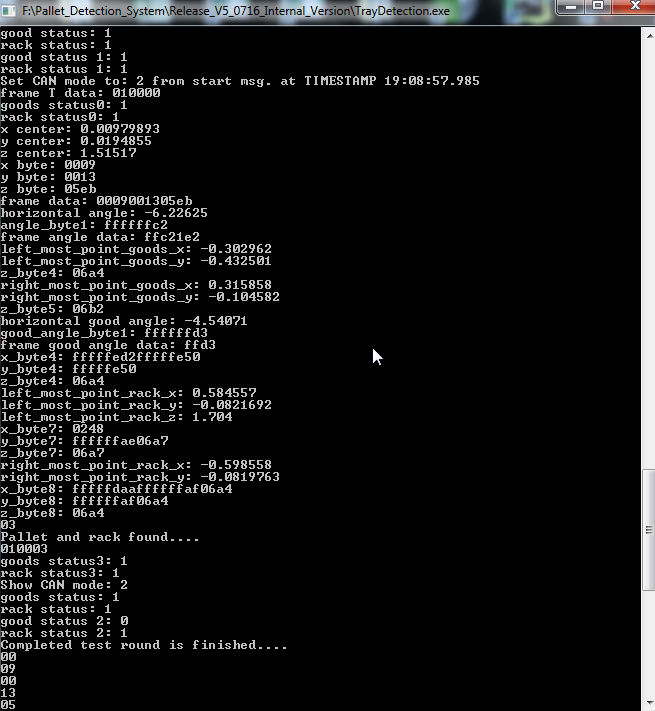 F:\Pallet_Detection_System\Release_V5_0716_Internal_Version\TrayDetection.exe
good status: 1
rack status: 1
good status 1: 1
rack status 1: 1
Set CAN mode to: 2 from start msg. at TIMESTAMP 19:08:57.985
frame T data: 010000
goods status0: 1
rack status0: 1
x center: 0.00979893
y center: 0.0194855
z center: 1.51517
x byte: 0009
y byte: 0013
z byte: 05eb
frame data: 0009001305eb
horizontal angle: -6.22625
angle_byte1: ffffffc2
frame angle data: ffc21e2
left_most_point_goods_x: -0.302962
left_most_point_goods_y: -0.432501
z_byte4: 06a4
right_most_point_goods_x: 0.315858
right_most_point_goods_y: -0.104582
z_byte5: 06b2
horizontal good angle: -4.54071
good_angle_byte1: ffffffd3
frame good angle data: ffd3
x_byte4: fffffed2fffffe50
y_byte4: fffffe50
z_byte4: 06a4
left_most_point_rack_x: 0.584557
left_most_point_rack_y: -0.0821692
left_most_point_rack_z: 1.704
x_byte7: 0248
y_byte7: ffffffae06a7
z_byte7: 06a7
right_most_point_rack_x: -0.598558
right_most_point_rack_y: -0.0819763
x_byte8: fffffdaaffffffaf06a4
y_byte8: ffffffaf06a4
z_byte8: 06a4
03
Pallet and rack found....
010003
goods status3: 1
rack status3: 1
Show CAN mode: 2
goods status: 1
rack status: 1
good status 2: 0
rack status 2: 1
Completed test round is finished....
00
09
00
13
05